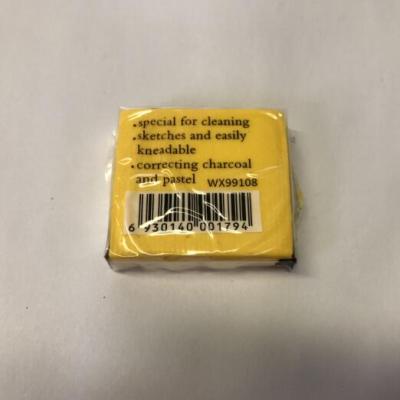 •special for cleaning
•sketches and easily
kneadable
•correcting charcoal
and pastel WX99108
6 930140 001794